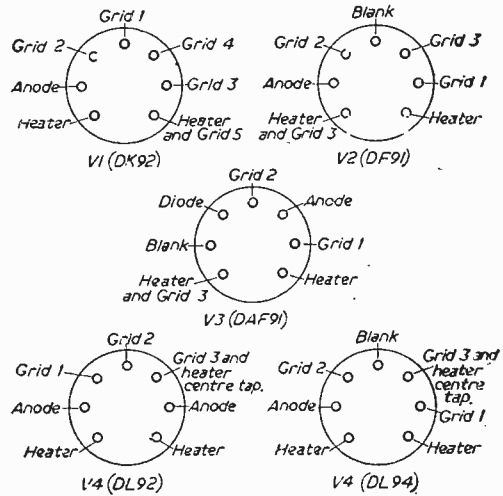 Grid 1
Grid 2
Grid 4
Anode
Grid 3
Heater
Heater
and Grid 5
V1 (DK92)
Blank
Grid 2
Grid 3
Anode
Grid 1
Heater
and Grid 3
Heater
V2 (DF91)
Grid 2
Diode
Anode
Blank
Grid 1
Heater
and Grid 3
Heater
V3 (DAF91)
Grid 2
Grid 1
Grid 3 and
heater
centre tap.
Anode
Anode
Heater
Heater
V4 (DL92)
Blank
Grid 2
Grid 3 and
heater
centre tap.
Anode
Grid 1
Heater
Heater
V4 (DL94)